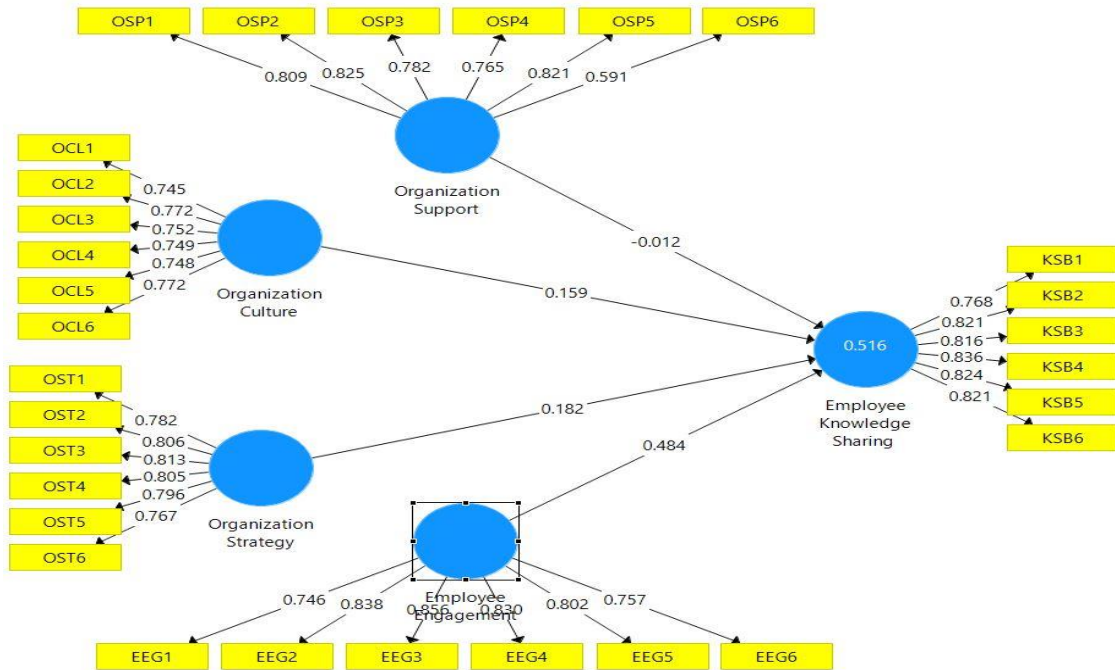 OSP1 OSP2 OSP3 OSP4 OSP5 OSP6
0.809 0.825 0.782 0.765 0.821 0.591
Organization
Support
OCL1
OCL2
OCL3
OCL4
OCL5
OCL6
0.745
0.772
0.752
0.749
0.748
0.772
Organization
Culture
-0.012
0.159
0.182
0.484
OST1
OST2
OST3
OST4
OST5
OST6
0.782
0.806
0.813
0.805
0.796
0.767
Organization
Strategy
0.516
Employee
Knowledge
Sharing
0.768
0.821
0.816
0.836
0.824
0.821
KSB1
KSB2
KSB3
KSB4
KSB5
KSB6
Employee
Engagement
0.746 0.838 0.856 0.830 0.802 0.757
EEG1 EEG2 EEG3 EEG4 EEG5 EEG6